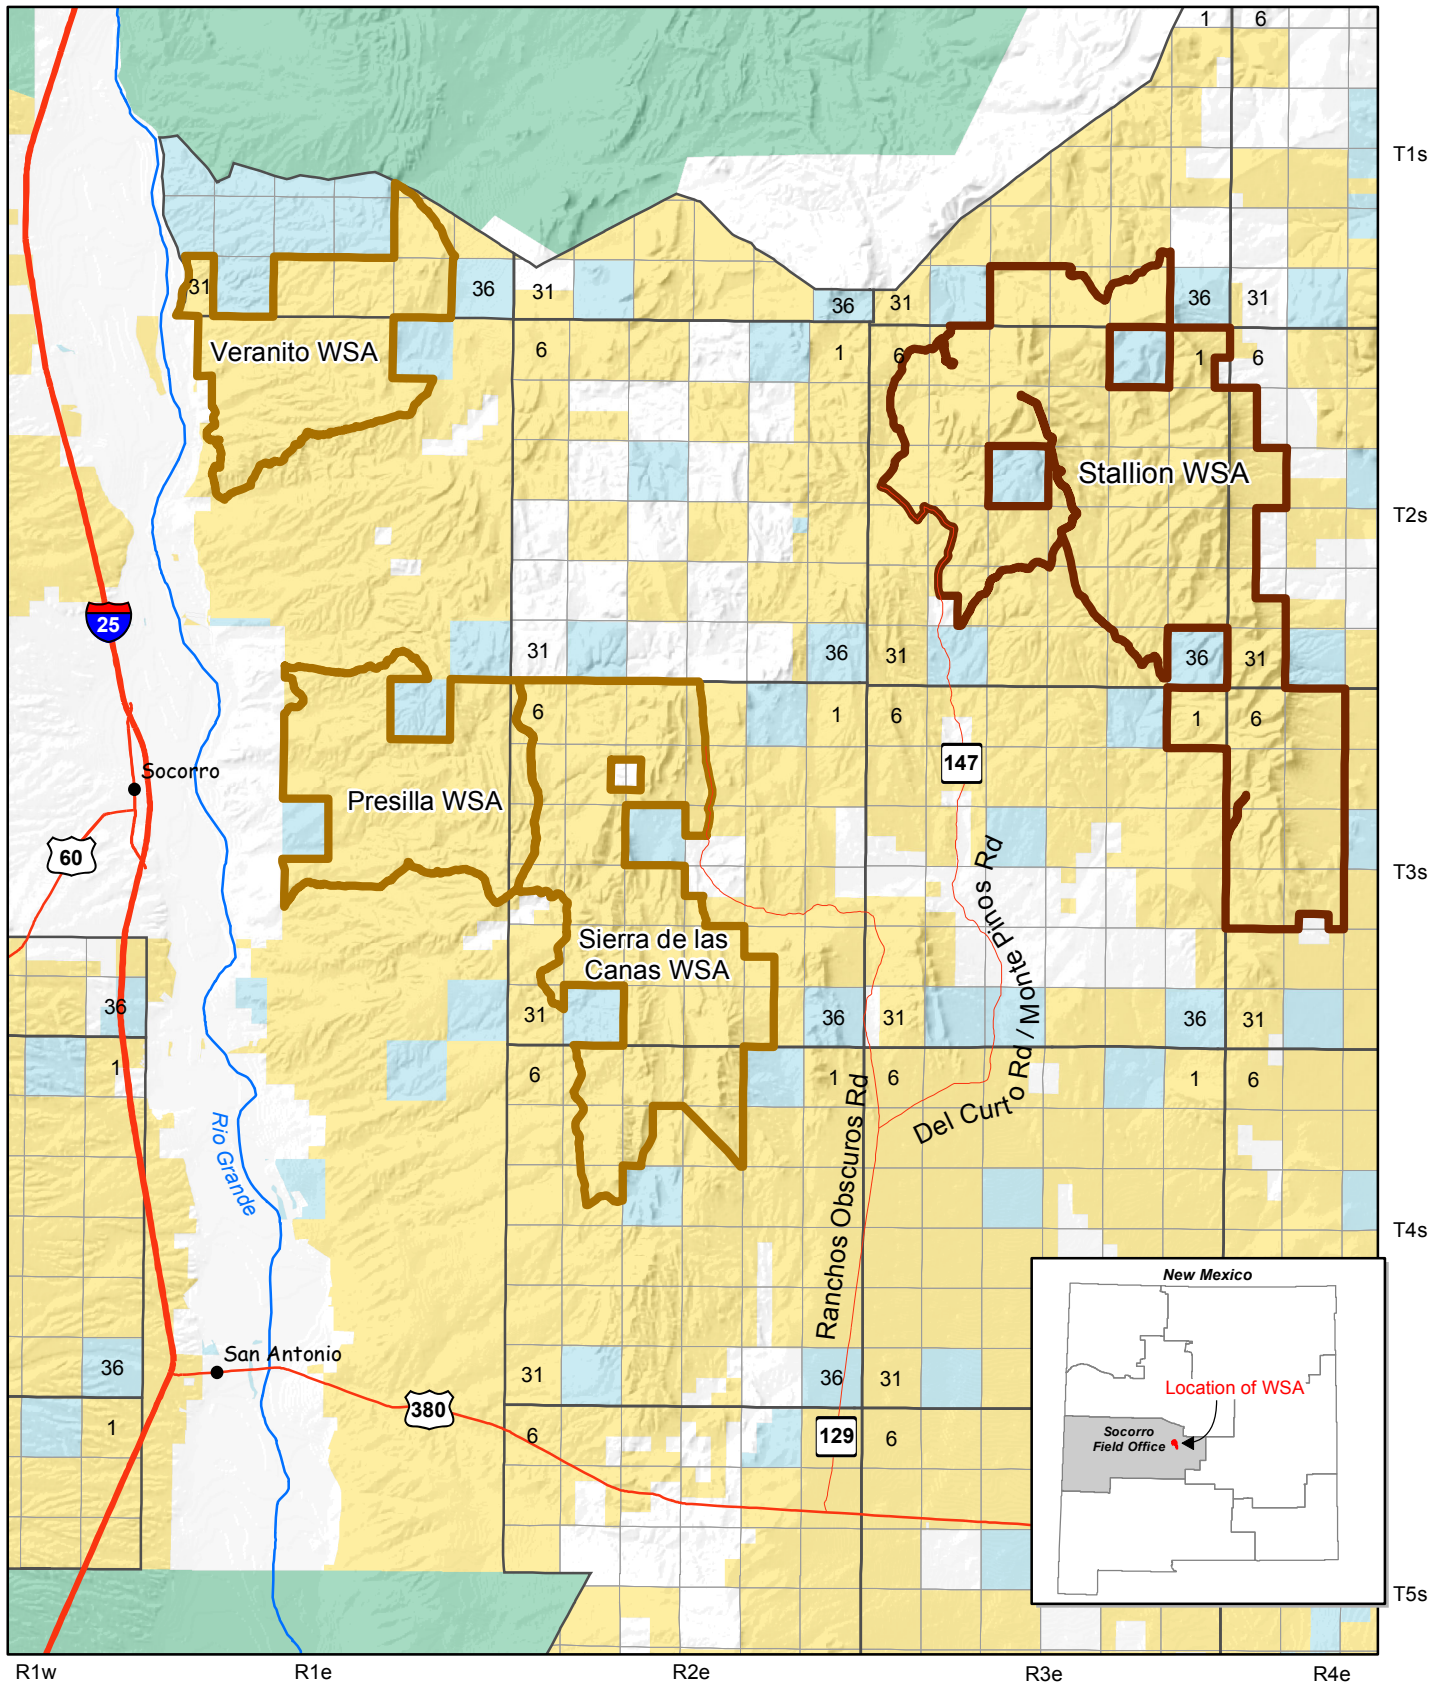 1 6
T1s
31 36 31 36 31 36 31
Veranito WSA
6 1 6 1 6
Stallion WSA
T2s
25
31 36 31 36 31
6 1 6 1 6
Socorro
147
Presilla WSA
60
T3s
Sierra de las
Canas WSA
36 31 36 31 36 31
1 6 1 6 1 6
Rio Grande
Ranchos Obscuros Rd
Del Curto Rd / Monte Pinos Rd
T4s
San Antonio
36 31 36 31
380
1 6 129 6
New Mexico
Location of WSA
Socorro
Field Office
T5s
R1w R1e R2e R3e R4e